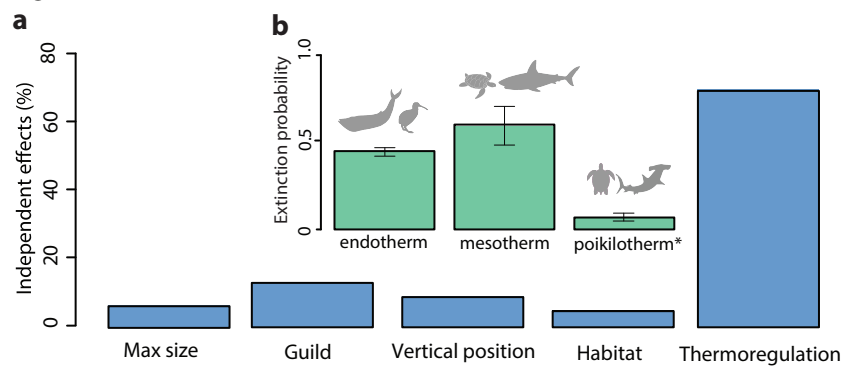 a
b
Independent effects (%)
80
60
40
20
0
Extinction probability
1.0
0.5
0
endotherm
mesotherm
poikilotherm*
Max size
Guild
Vertical position
Habitat
Thermoregulation